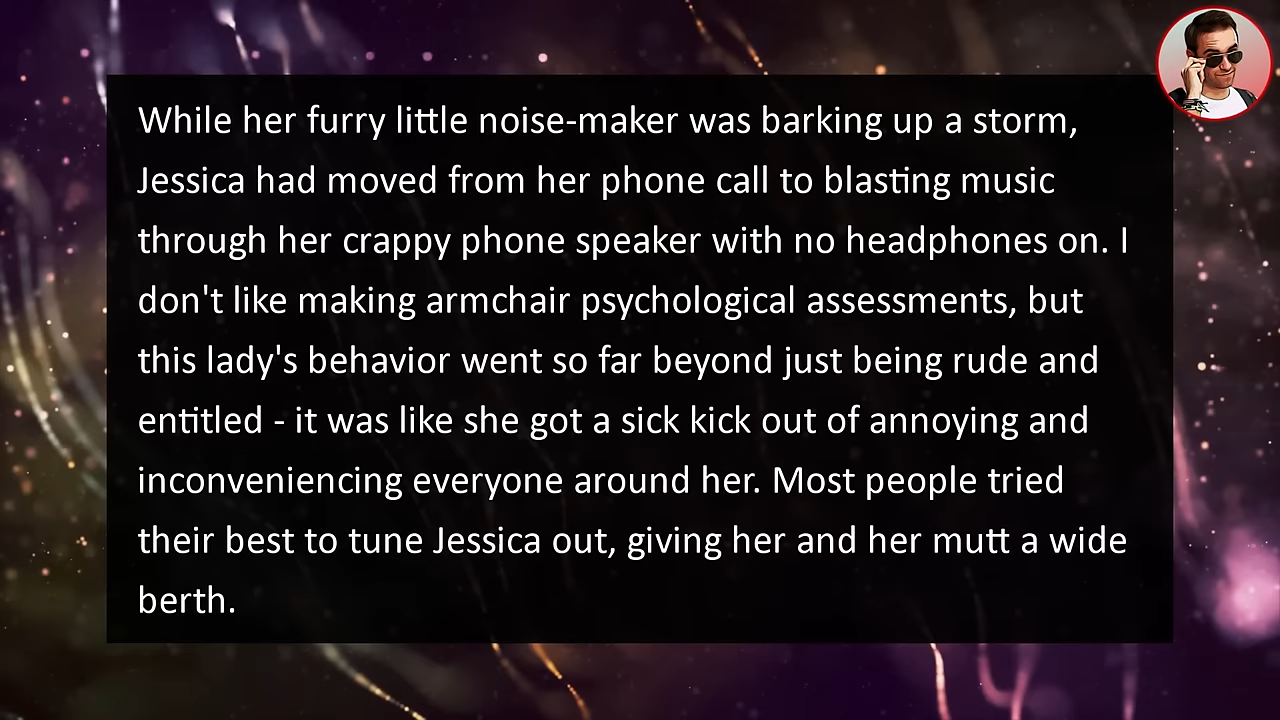 While her furry little noise-maker was barking up a storm,
Jessica had moved from her phone call to blasting music
through her crappy phone speaker with no headphones on. I
don't like making armchair psychological assessments, but
this lady's behavior went so far beyond just being rude and
entitled - it was like she got a sick kick out of annoying and
inconveniencing everyone around her. Most people tried
their best to tune Jessica out, giving her and her mutt a wide
berth.